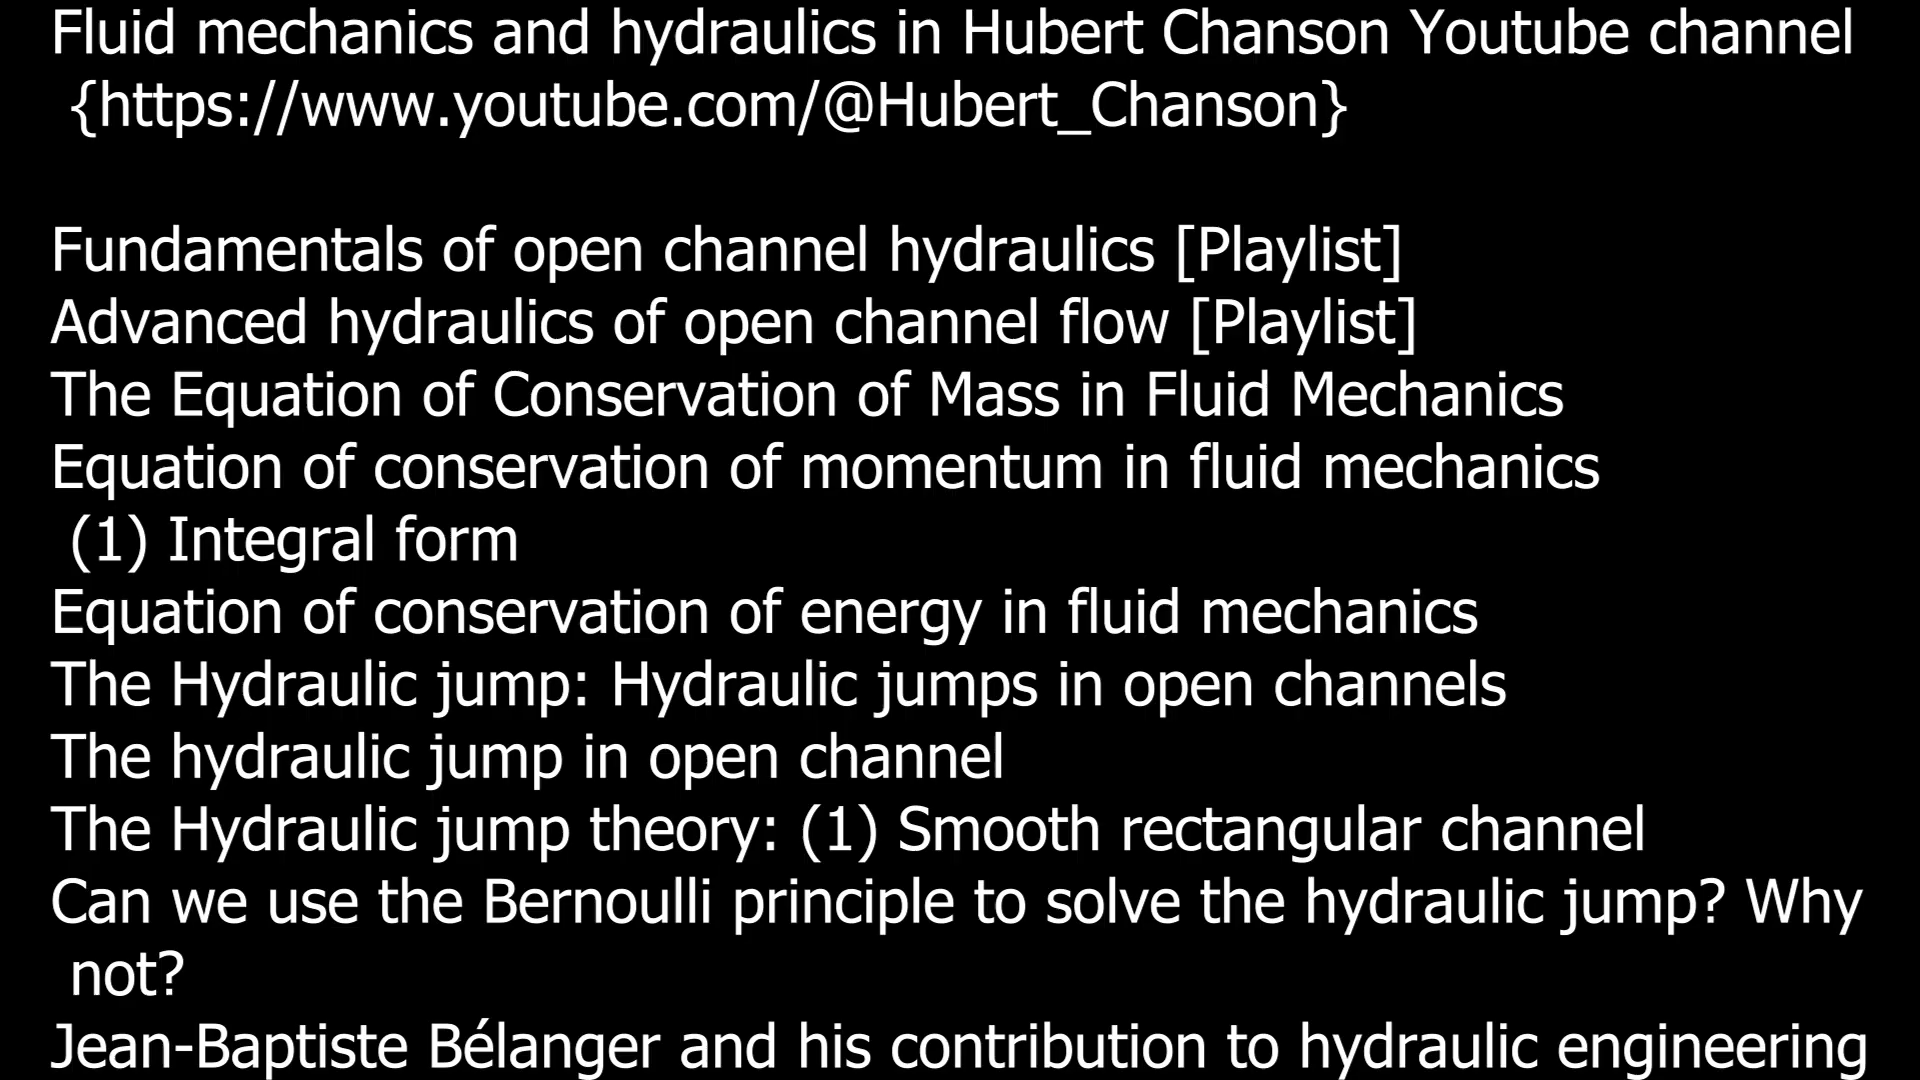 Fluid mechanics and hydraulics in Hubert Chanson Youtube channel
{https://www.youtube.com/@Hubert_Chanson}
Fundamentals of open channel hydraulics [Playlist]
Advanced hydraulics of open channel flow [Playlist]
The Equation of Conservation of Mass in Fluid Mechanics
Equation of conservation of momentum in fluid mechanics
(1) Integral form
Equation of conservation of energy in fluid mechanics
The Hydraulic jump: Hydraulic jumps in open channels
The hydraulic jump in open channel
The Hydraulic jump theory: (1) Smooth rectangular channel
Can we use the Bernoulli principle to solve the hydraulic jump? Why
not?
Jean-Baptiste Bélanger and his contribution to hydraulic engineering